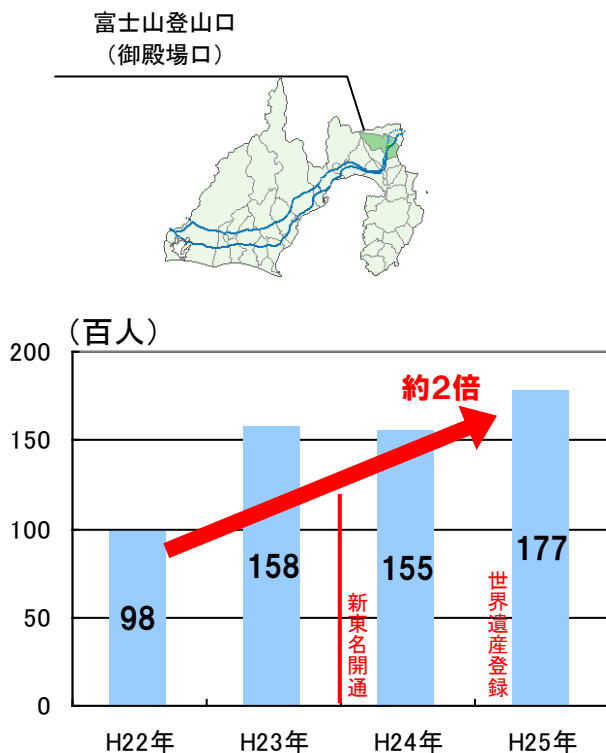 富士山登山口
（御殿場口）
（百人）
200
150
100
50
0
約2倍
98
158
155
177
新東名開通
世界遺産登録
H22年
H23年
H24年
H25年